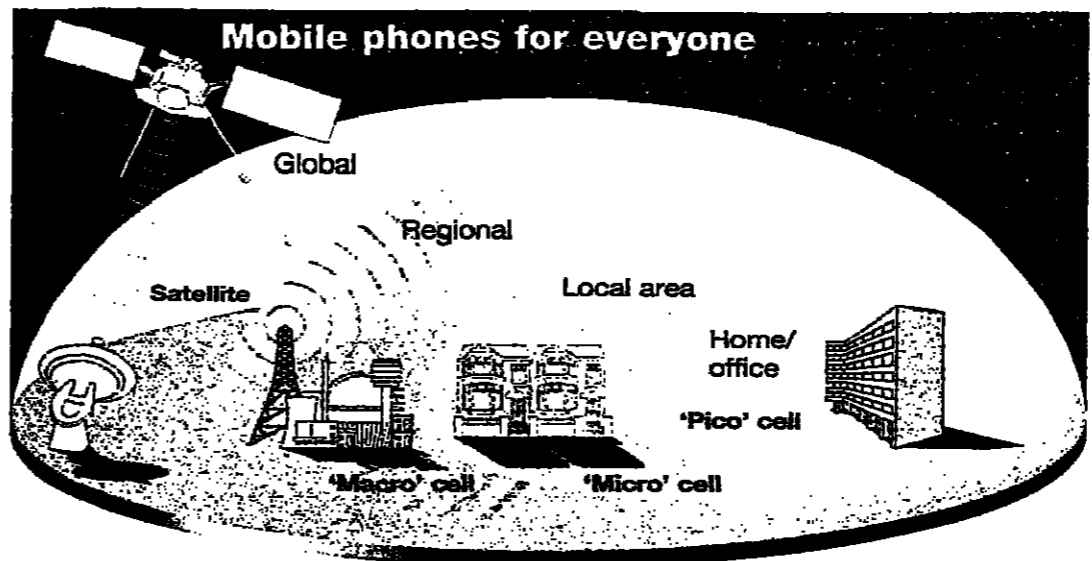 Mobile phones for everyone
Global
Regional
Satellite
Local area
Home/
office
'Pico' cell
'Macro' cell
'Micro' cell